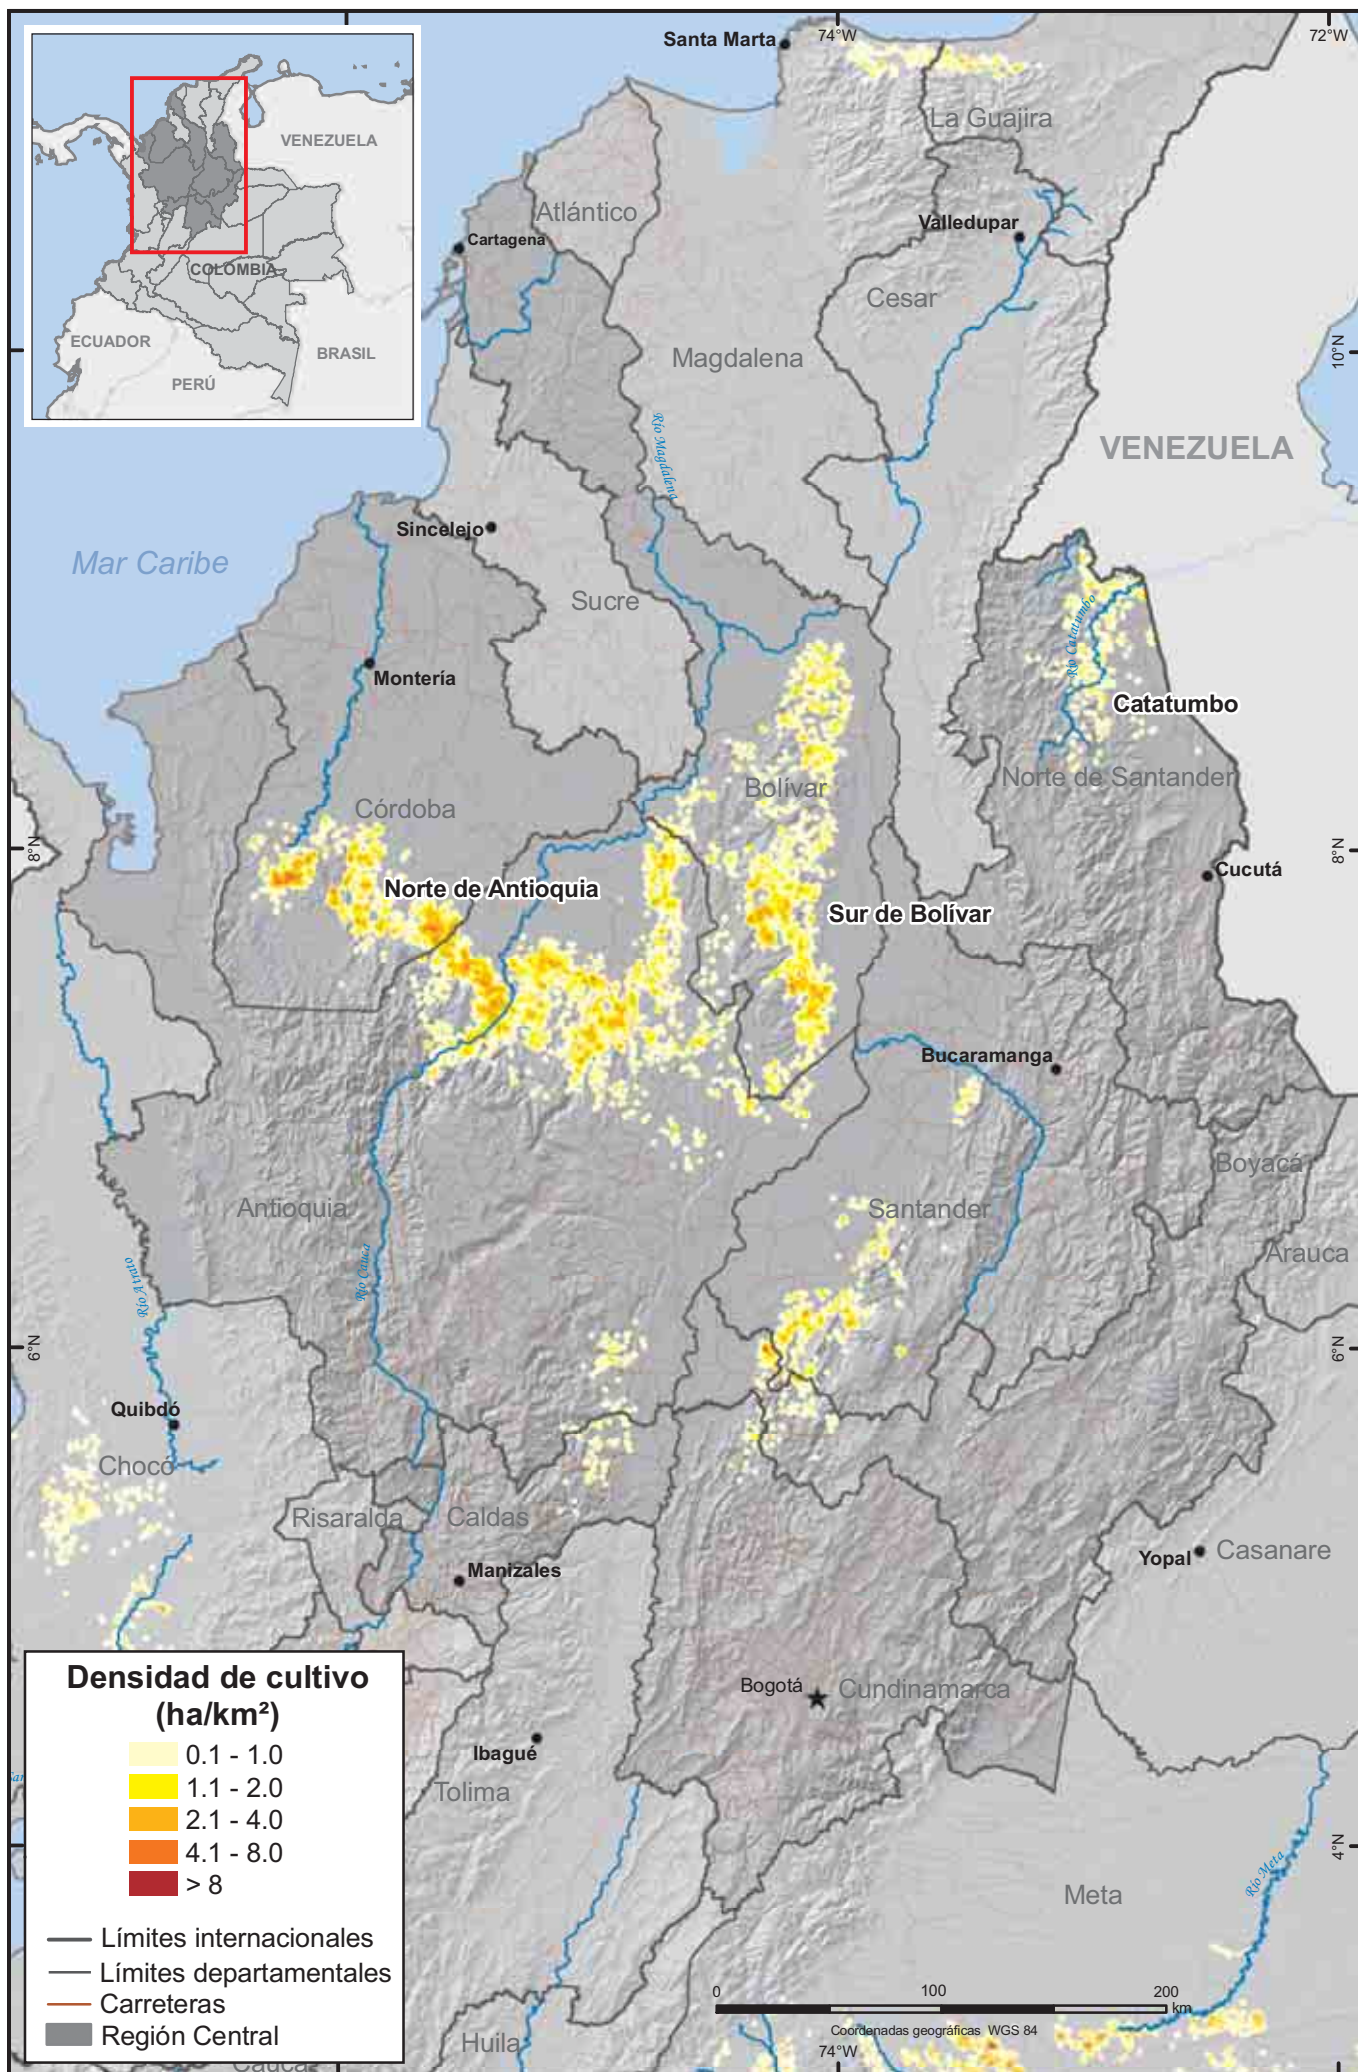 Santa Marta
74°W
72°W
La Guajira
VENEZUELA
Atlántico
Valledupar
Cartagena
COLOMBIA
Cesar
ECUADOR
BRASIL
PERÚ
Magdalena
10°N
Río Magdalena
VENEZUELA
Sincelejo
Mar Caribe
Sucre
Río Catatumbo
Montería
Catatumbo
Norte de Santander
Bolívar
Córdoba
8°N
8°N
Cucutá
Norte de Antioquia
Sur de Bolívar
Bucaramanga
Boyacá
Antioquia
Santander
Arauca
Río Cauca
Río Atrato
6°N
6°N
Quibdó
Chocó
Risaralda
Caldas
Manizales
Yopal
Casanare
Densidad de cultivo
(ha/km²)
Bogotá
Cundinamarca
0.1 - 1.0
Ibagué
1.1 - 2.0
Tolima
2.1 - 4.0
4.1 - 8.0
4°N
> 8
Río Meta
Meta
Límites internacionales
Límites departamentales
Carreteras
Región Central
0
100
200
km
Coordenadas geográficas WGS 84
Huila
74°W
Cauca